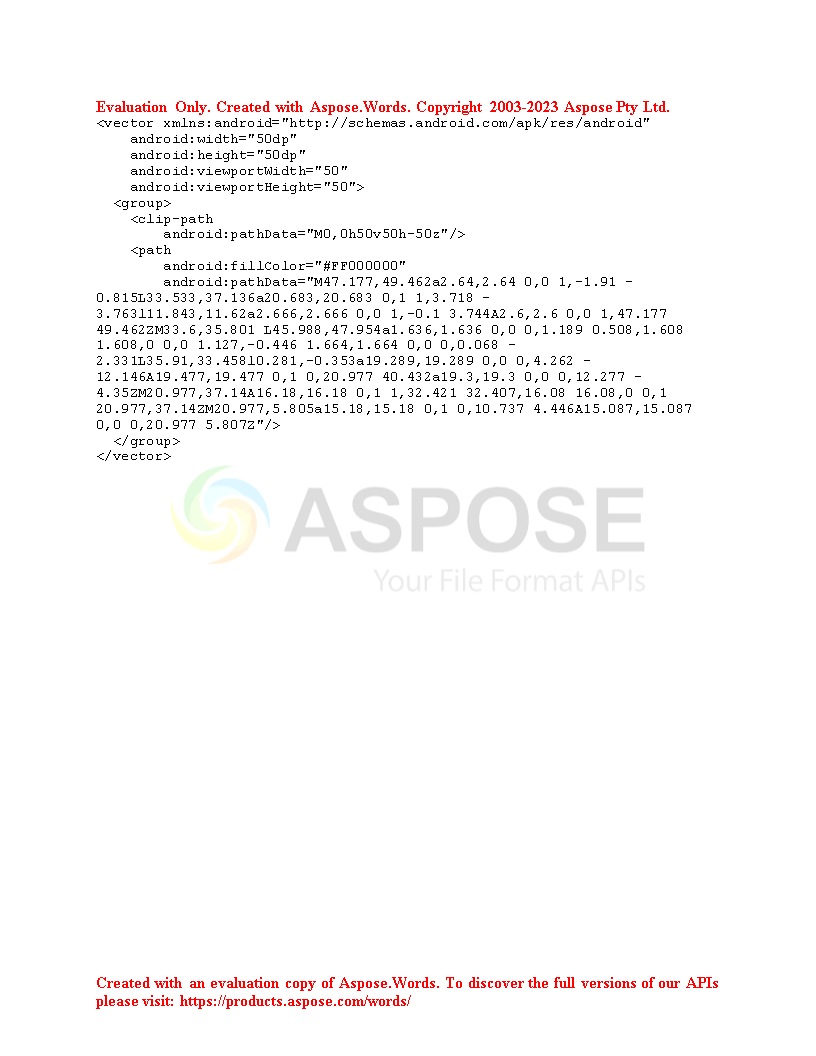 Evaluation Only. Created with Aspose.Words. Copyright 2003-2023 Aspose Pty Ltd.
<vector xmlns:android="http://schemas.android.com/apk/res/android"
    android:width="50dp"
    android:height="50dp"
    android:viewportWidth="50"
    android:viewportHeight="50">
  <group>
    <clip-path
        android:pathData="M0,0h50v50h-50z"/>
    <path
        android:fillColor="#FF000000"
        android:pathData="M47.177,49.462a2.64,2.64 0,0 1,-1.91 -
0.815L33.533,37.136a20.683,20.683 0,1 1,3.718 -
3.763l11.843,11.62a2.666,2.666 0,0 1,-0.1 3.744A2.6,2.6 0,0 1,47.177
49.462ZM33.6,35.801 L45.988,47.954a1.636,1.636 0,0 0,1.189 0.508,1.608
1.608,0 0,0 1.127,-0.446 1.664,1.664 0,0 0,0.068 -
2.331L35.91,33.458l0.281,-0.353a19.289,19.289 0,0 0,4.262 -
12.146A19.477,19.477 0,1 0,20.977 40.432a19.3,19.3 0,0 0,12.277 -
4.35ZM20.977,37.14A16.18,16.18 0,1 1,32.421 32.407,16.08 16.08,0 0,1
20.977,37.14ZM20.977,5.805a15.18,15.18 0,1 0,10.737 4.446A15.087,15.087
0,0 0,20.977 5.807Z"/>
  </group>
</vector>
ASPOSE
Your File Format APIs
Created with an evaluation copy of Aspose.Words. To discover the full versions of our APIs
please visit: https://products.aspose.com/words/